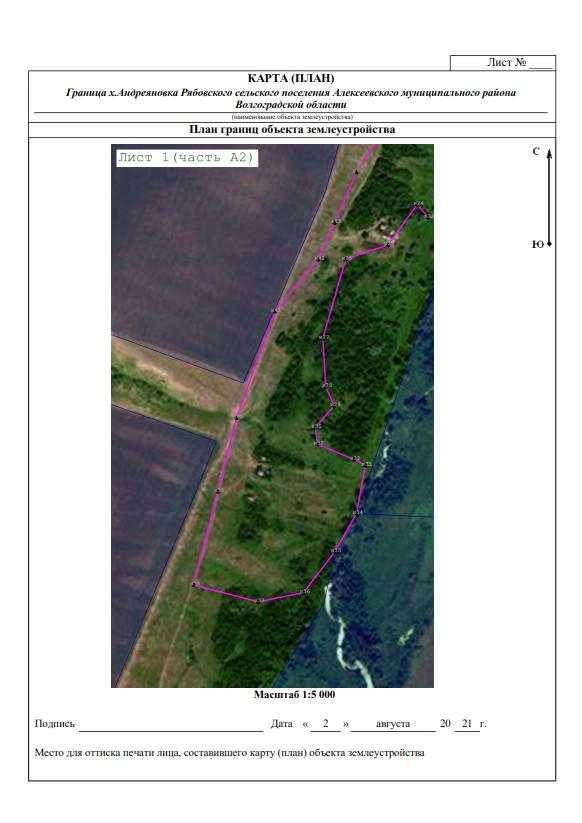 Лист № ____
КАРТА (ПЛАН)
Граница х.Андреяновка Рябовского сельского поселения Алексеевского муниципального района
Волгоградской области
(наименование объекта землеустройства)
План границ объекта землеустройства
Лист 1(часть А2)
С
Ю
Масштаб 1:5 000
Подпись Дата « 2 » августа 20 21 г.
Место для оттиска печати лица, составившего карту (план) объекта землеустройства